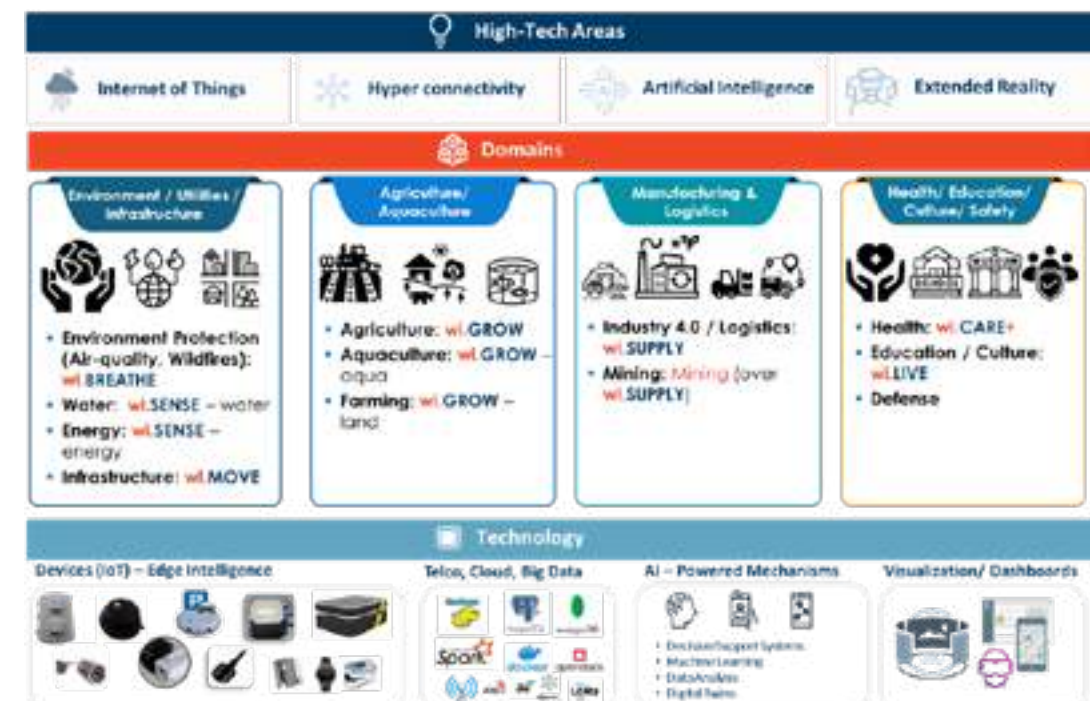 High-Tech Areas
Internet of Things
Hyper connectivity
Artificial Intelligence
Extended Reality
Domains
Environment / Utilities /
Infrastructure
• Environment Protection
(Air-quality, Wildfires):
wi.BREATHE
• Water: wi.SENSE – water
• Energy: wi.SENSE –
energy
• Infrastructure: wi.MOVE
Agriculture/
Aquaculture
• Agriculture: wi.GROW
• Aquaculture: wi.GROW –
aqua
• Farming: wi.GROW –
land
Manufacturing &
Logistics
• Industry 4.0 / Logistics:
wi.SUPPLY
• Mining: Mining (over
wi.SUPPLY)
Health/ Education/
Culture/ Safety
• Health: wi.CARE+
• Education / Culture:
wi.LIVE
• Defense
Technology
Devices (IoT) – Edge Intelligence
Telco, Cloud, Big Data
Spark
docker
openstack
LoRa
AI – Powered Mechanisms
• Decision Support Systems
• Machine Learning
• Data Analysis
• Digital Twins
Visualization/ Dashboards